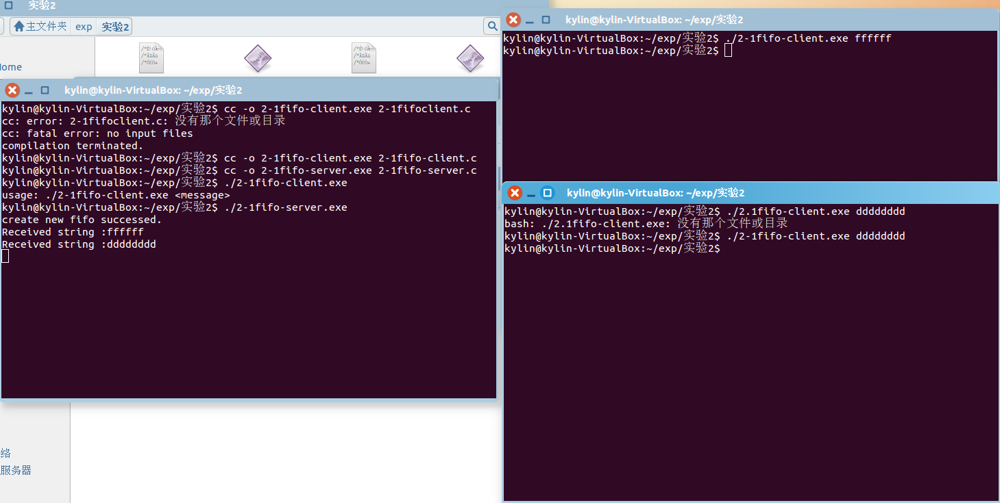 实验2
主文件夹 exp 实验2
kylin@kylin-VirtualBox: ~/exp/实验2
kylin@kylin-VirtualBox:~/exp/实验2$ cc -o 2-1fifo-client.exe 2-1fifoclient.c
cc: error: 2-1fifoclient.c: 没有那个文件或目录
cc: fatal error: no input files
compilation terminated.
kylin@kylin-VirtualBox:~/exp/实验2$ cc -o 2-1fifo-client.exe 2-1fifo-client.c
kylin@kylin-VirtualBox:~/exp/实验2$ cc -o 2-1fifo-server.exe 2-1fifo-server.c
kylin@kylin-VirtualBox:~/exp/实验2$ ./2-1fifo-client.exe
usage: ./2-1fifo-client.exe <message>
kylin@kylin-VirtualBox:~/exp/实验2$ ./2-1fifo-server.exe
create new fifo successed.
Received string :ffffff
Received string :dddddddd
络
服务器
kylin@kylin-VirtualBox: ~/exp/实验2
kylin@kylin-VirtualBox:~/exp/实验2$ ./2-1fifo-client.exe ffffff
kylin@kylin-VirtualBox:~/exp/实验2$
kylin@kylin-VirtualBox: ~/exp/实验2
kylin@kylin-VirtualBox:~/exp/实验2$ ./2.1fifo-client.exe dddddddd
bash: ./2.1fifo-client.exe: 没有那个文件或目录
kylin@kylin-VirtualBox:~/exp/实验2$ ./2-1fifo-client.exe dddddddd
kylin@kylin-VirtualBox:~/exp/实验2$